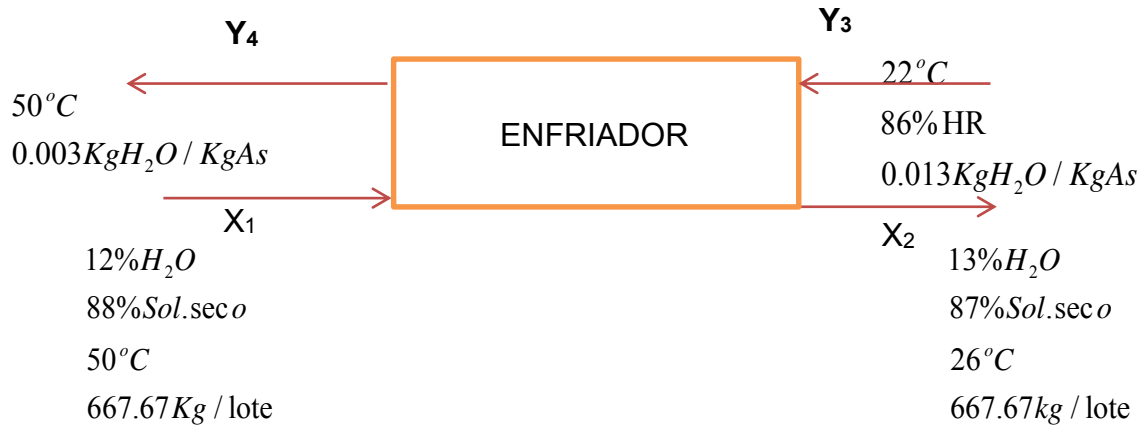 Y₄
Y₃
50°C
0.003KgH₂O / KgAs
ENFRIADOR
22°C
86%HR
0.013KgH₂O / KgAs
X₁
12%H₂O
88%Sol.seco
50°C
667.67Kg / lote
X₂
13%H₂O
87%Sol.seco
26°C
667.67kg / lote